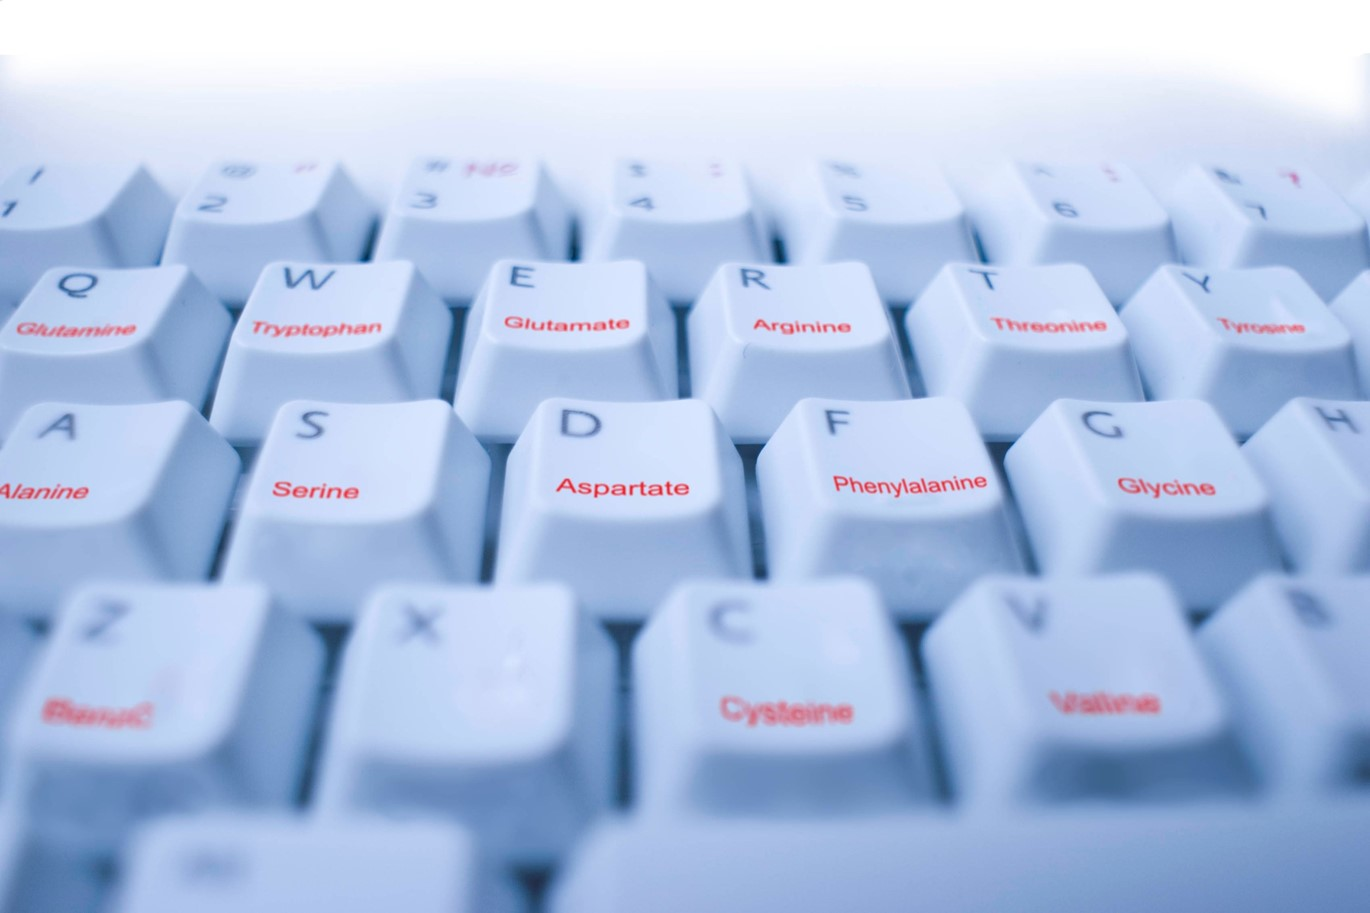 1
2
3
4
5
6
7
Q
W
E
R
T
Y
Glutamine
Tryptophan
Glutamate
Arginine
Threonine
Tyrosine
A
S
D
F
G
H
Alanine
Serine
Aspartate
Phenylalanine
Glycine
Z
X
C
V
B
Cysteine
Valine